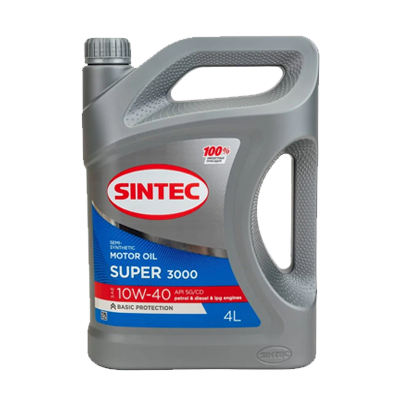 100%
SINTEC
SEMI-
SYNTHETIC
MOTOR OIL
SUPER 3000
SAE 10W-40 API SG/CD
petrol & diesel & lpg engines
BASIC PROTECTION
4L
SINTEC